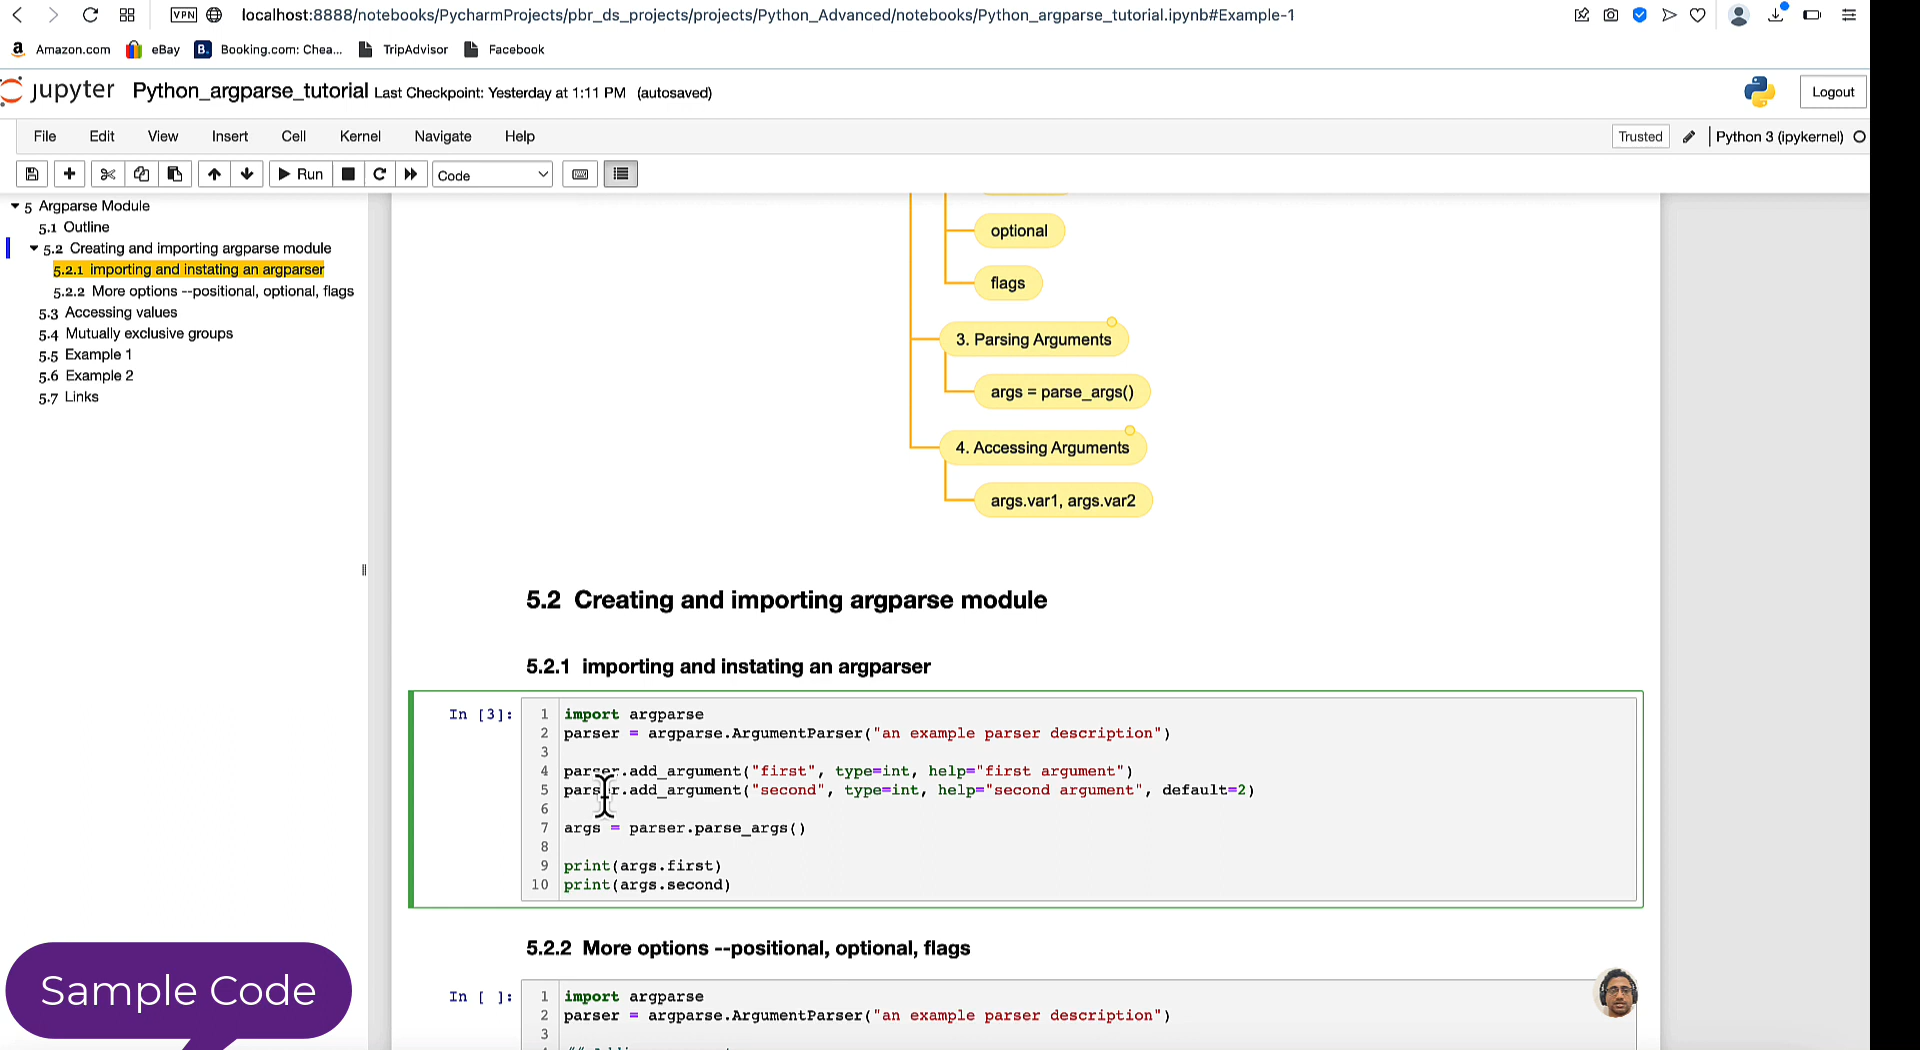 VPN localhost:8888/notebooks/PycharmProjects/pbr_ds_projects/projects/Python_Advanced/notebooks/Python_argparse_tutorial.ipynb#Example-1
a Amazon.com eBay B. Booking.com: Chea... TripAdvisor Facebook
jupyter Python_argparse_tutorial Last Checkpoint: Yesterday at 1:11 PM (autosaved) Logout
File Edit View Insert Cell Kernel Navigate Help Trusted Python 3 (ipykernel)
Run Code
5 Argparse Module
5.1 Outline
5.2 Creating and importing argparse module
5.2.1 importing and instating an argparser
5.2.2 More options --positional, optional, flags
5.3 Accessing values
5.4 Mutually exclusive groups
5.5 Example 1
5.6 Example 2
5.7 Links
optional
flags
3. Parsing Arguments
args = parse_args()
4. Accessing Arguments
args.var1, args.var2
5.2 Creating and importing argparse module
5.2.1 importing and instating an argparser
In [3]:
1 import argparse
2 parser = argparse.ArgumentParser("an example parser description")
3
4 parser.add_argument("first", type=int, help="first argument")
5 parser.add_argument("second", type=int, help="second argument", default=2)
6
7 args = parser.parse_args()
8
9 print(args.first)
10 print(args.second)
5.2.2 More options --positional, optional, flags
In [ ]:
1 import argparse
2 parser = argparse.ArgumentParser("an example parser description")
3
Sample Code